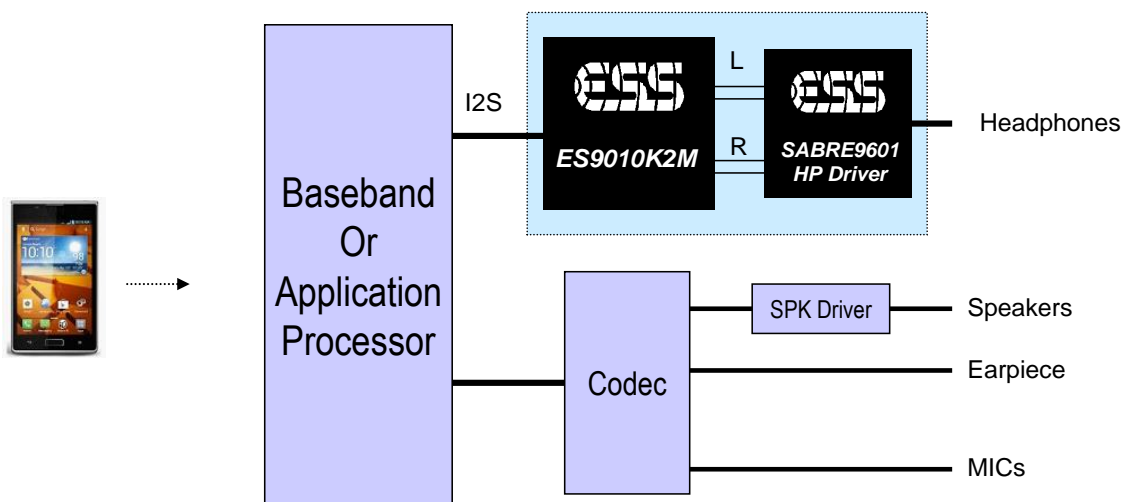 I2S
ESS
ES9010K2M
L
R
ESS
SABRE9601
HP Driver
Headphones
Baseband
Or
Application
Processor
10:10
Codec
SPK Driver
Speakers
Earpiece
MICs